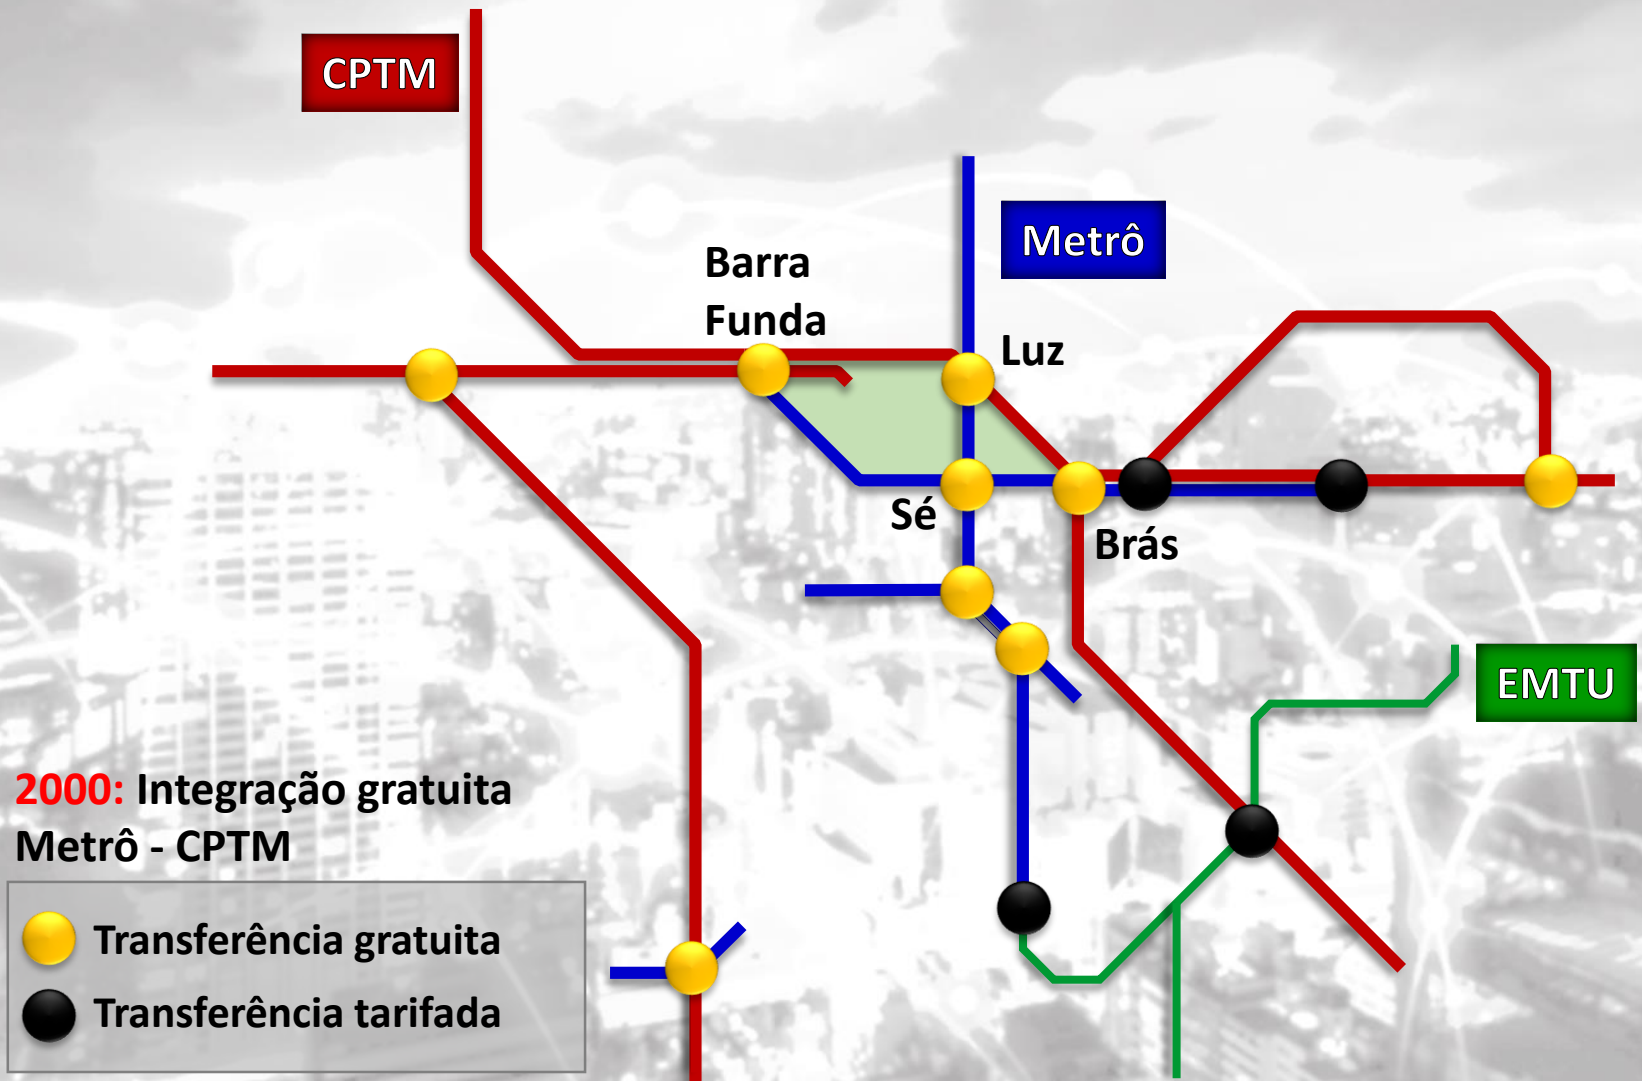 CPTM
Metrô
Barra
Funda
Luz
Sé
Brás
EMTU
2000: Integração gratuita
Metrô - CPTM
Transferência gratuita
Transferência tarifada